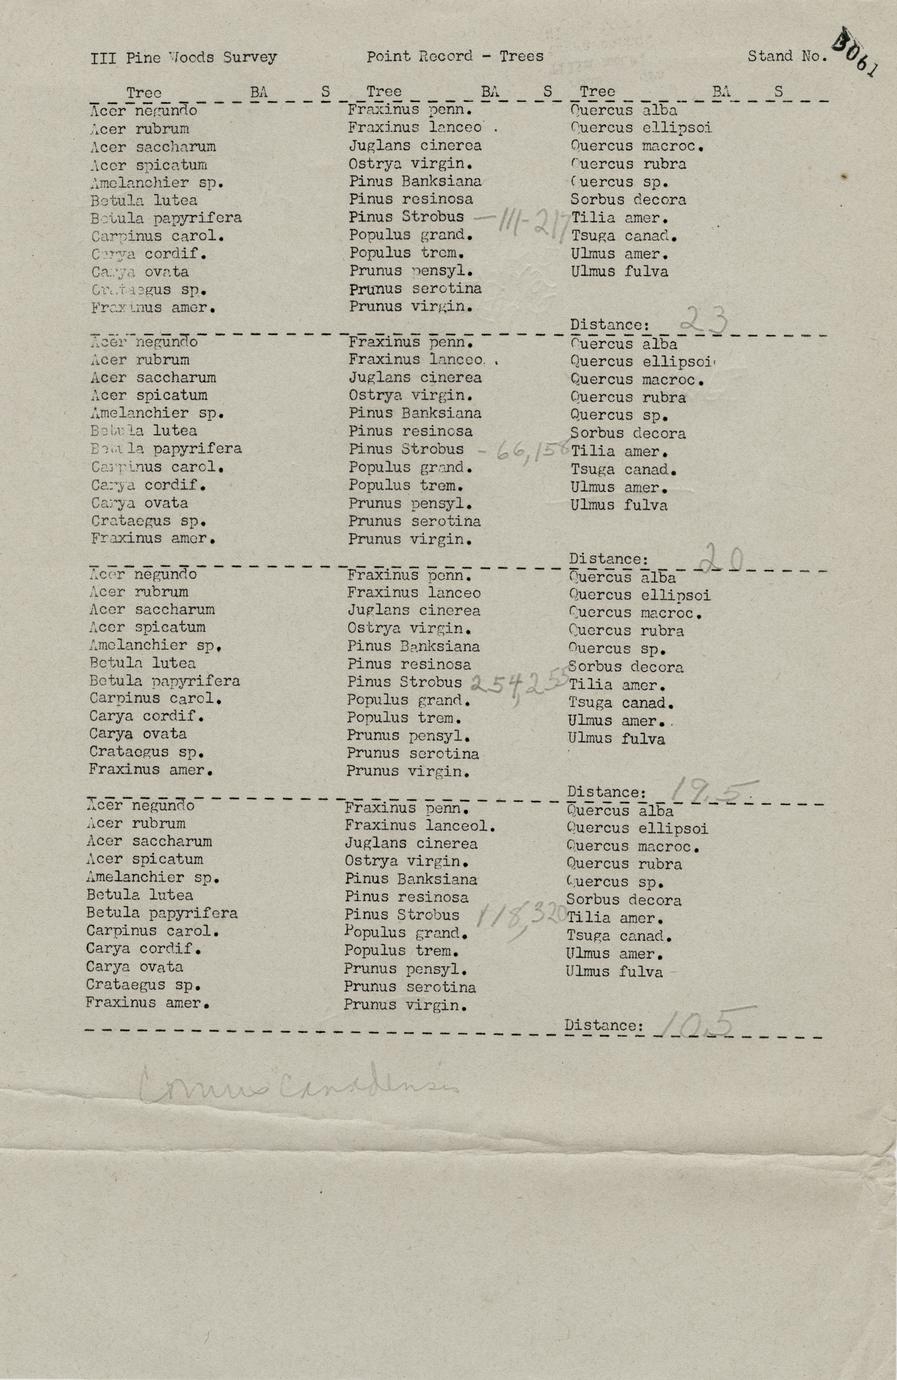 III Pine Woods Survey Point Record - Trees Stand No. B061
Tree BA S Tree BA S Tree BA S
Acer negundo Fraxinus penn. Quercus alba
Acer rubrum Fraxinus lanceo . Quercus ellipsoi
Acer saccharum Juglans cinerea Quercus macroc.
Acer spicatum Ostrya virgin. Quercus rubra
Amelanchier sp. Pinus Banksiana Quercus sp.
Betula lutea Pinus resinosa Sorbus decora
Betula papyrifera Pinus Strobus — 111-217 Tilia amer.
Carpinus carol. Populus grand. Tsuga canad.
Carya cordif. Populus trem. Ulmus amer.
Carya ovata Prunus pensyl. Ulmus fulva
Crataegus sp. Prunus serotina
Fraxinus amer. Prunus virgin.
Distance: 23
Acer negundo Fraxinus penn. Quercus alba
Acer rubrum Fraxinus lanceo. . Quercus ellipsoi
Acer saccharum Juglans cinerea Quercus macroc.
Acer spicatum Ostrya virgin. Quercus rubra
Amelanchier sp. Pinus Banksiana Quercus sp.
Betula lutea Pinus resinosa Sorbus decora
Betula papyrifera Pinus Strobus - 66,158 Tilia amer.
Carpinus carol. Populus grand. Tsuga canad.
Carya cordif. Populus trem. Ulmus amer.
Carya ovata Prunus pensyl. Ulmus fulva
Crataegus sp. Prunus serotina
Fraxinus amer. Prunus virgin.
Distance: 20
Acer negundo Fraxinus penn. Quercus alba
Acer rubrum Fraxinus lanceo Quercus ellipsoi
Acer saccharum Juglans cinerea Quercus macroc.
Acer spicatum Ostrya virgin. Quercus rubra
Amelanchier sp. Pinus Banksiana Quercus sp.
Betula lutea Pinus resinosa Sorbus decora
Betula papyrifera Pinus Strobus Tilia amer.
Carpinus carol. Populus grand. Tsuga canad.
Carya cordif. Populus trem. Ulmus amer.
Carya ovata Prunus pensyl. Ulmus fulva
Crataegus sp. Prunus serotina
Fraxinus amer. Prunus virgin.
Distance: 19.5
Acer negundo Fraxinus penn. Quercus alba
Acer rubrum Fraxinus lanceol. Quercus ellipsoi
Acer saccharum Juglans cinerea Quercus macroc.
Acer spicatum Ostrya virgin. Quercus rubra
Amelanchier sp. Pinus Banksiana Quercus sp.
Betula lutea Pinus resinosa Sorbus decora
Betula papyrifera Pinus Strobus 118,320 Tilia amer.
Carpinus carol. Populus grand. Tsuga canad.
Carya cordif. Populus trem. Ulmus amer.
Carya ovata Prunus pensyl. Ulmus fulva
Crataegus sp. Prunus serotina
Fraxinus amer. Prunus virgin.
Distance: 10.5
Cornus canadensis